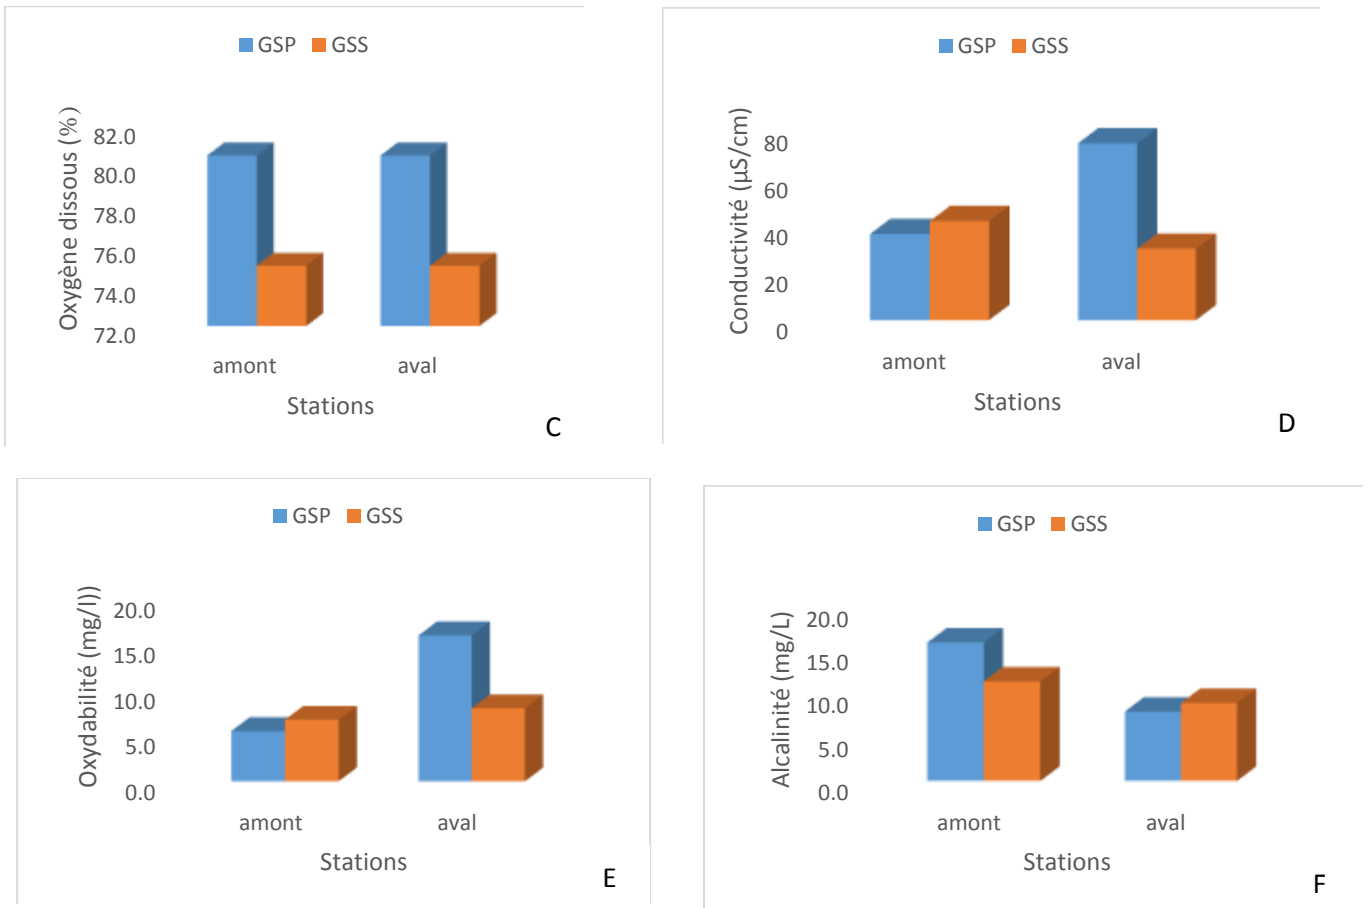 GSP GSS
Oxygène dissous (%)
82.0
80.0
78.0
76.0
74.0
72.0
amont aval
Stations
C
GSP GSS
Conductivité (µS/cm)
80
60
40
20
0
amont aval
Stations
D
GSP GSS
Oxydabilité (mg/l))
20.0
15.0
10.0
5.0
0.0
amont aval
Stations
E
GSP GSS
Alcalinité (mg/L)
20.0
15.0
10.0
5.0
0.0
amont aval
Stations
F